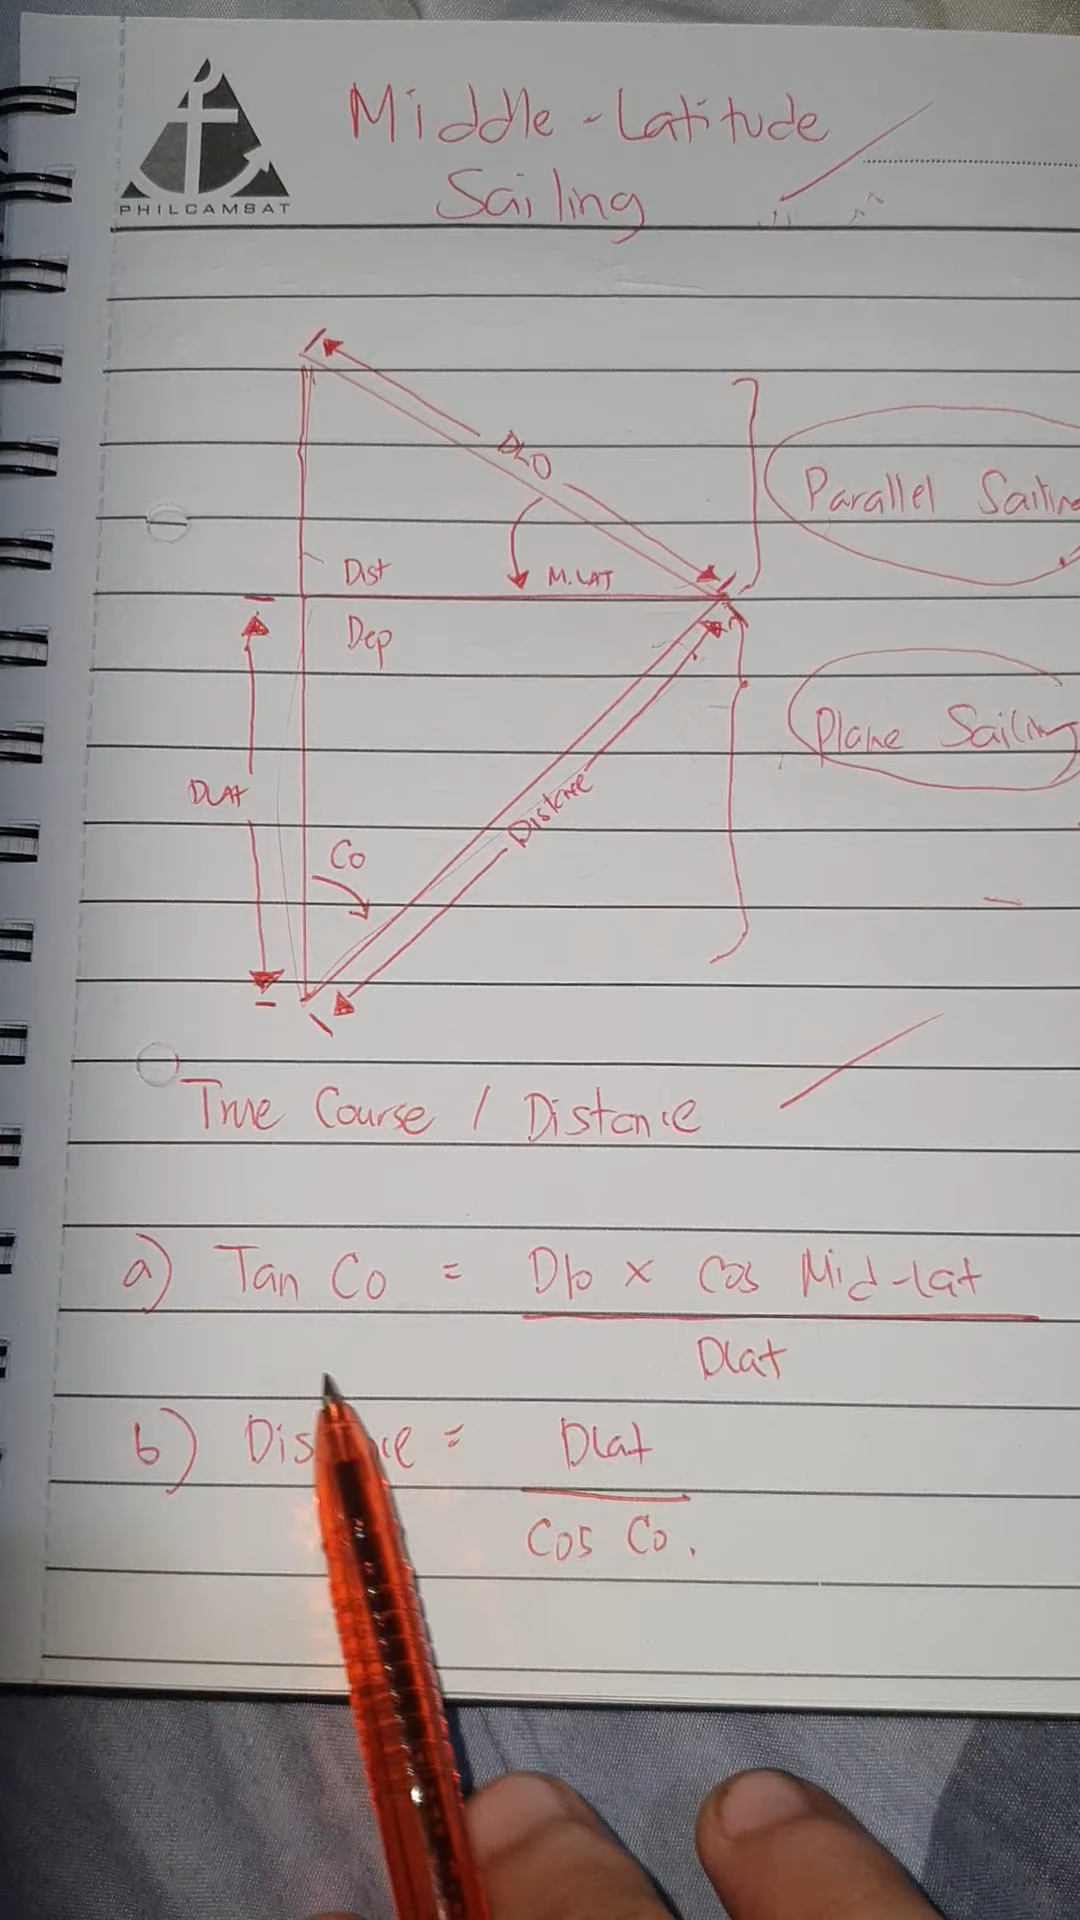 PHILCAMSAT
Middle-Latitude
Sailing
DLO
Parallel Sailing
Dist
M.LAT
Dep
Plane Sailing
DLAT
Distance
Co
True Course / Distance
a) Tan Co = Dlo x Cos Mid-lat
Dlat
b) Distance = Dlat
Cos Co.